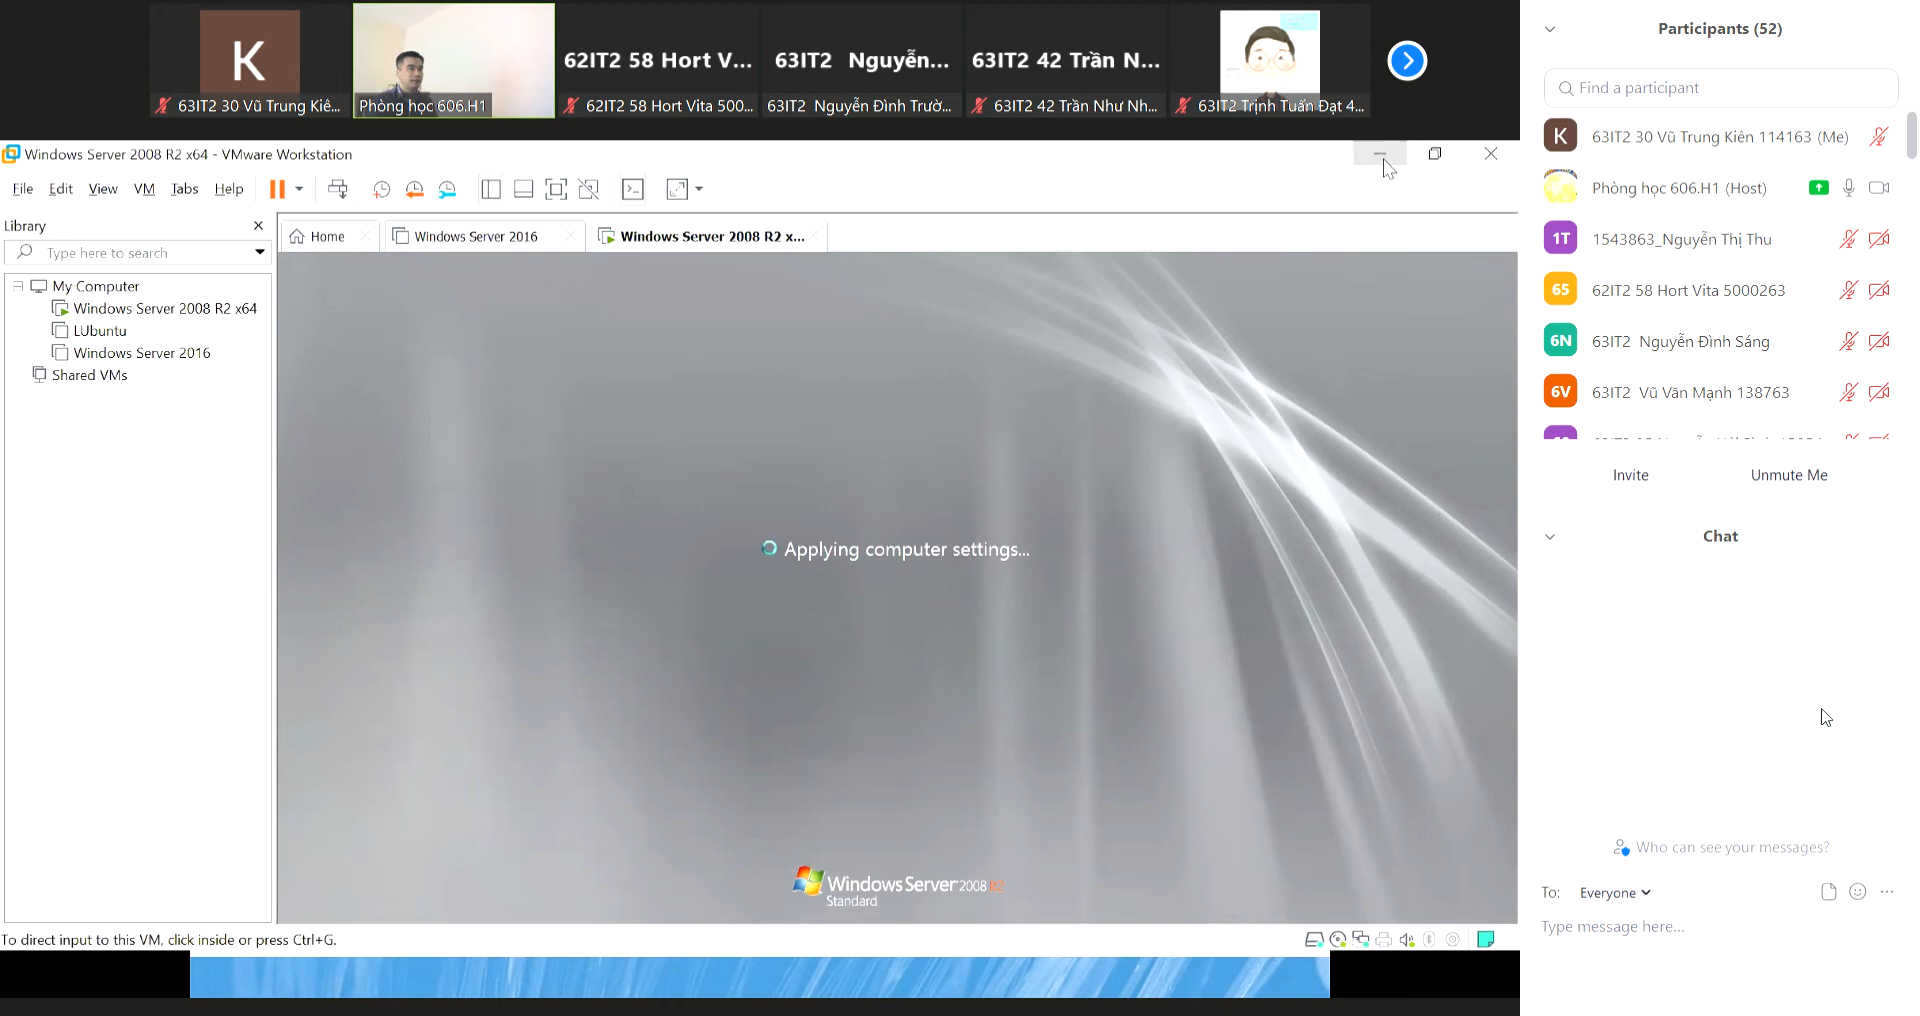 K
62IT2 58 Hort V...
63IT2 Nguyễn...
63IT2 42 Trần N...
63IT2 30 Vũ Trung Kiê...
Phòng học 606.H1
62IT2 58 Hort Vita 500...
63IT2 Nguyễn Đình Trườ...
63IT2 42 Trần Như Nh...
63IT2 Trịnh Tuấn Đạt 4...
Windows Server 2008 R2 x64 - VMware Workstation
File Edit View VM Tabs Help
Library
Type here to search
My Computer
Windows Server 2008 R2 x64
LUbuntu
Windows Server 2016
Shared VMs
Home
Windows Server 2016
Windows Server 2008 R2 x...
Applying computer settings...
Windows Server 2008 R2
Standard
To direct input to this VM, click inside or press Ctrl+G.
Participants (52)
Find a participant
K 63IT2 30 Vũ Trung Kiên 114163 (Me)
Phòng học 606.H1 (Host)
1T 1543863_Nguyễn Thị Thu
65 62IT2 58 Hort Vita 5000263
6N 63IT2 Nguyễn Đình Sáng
6V 63IT2 Vũ Văn Mạnh 138763
Invite
Unmute Me
Chat
Who can see your messages?
To: Everyone
Type message here...